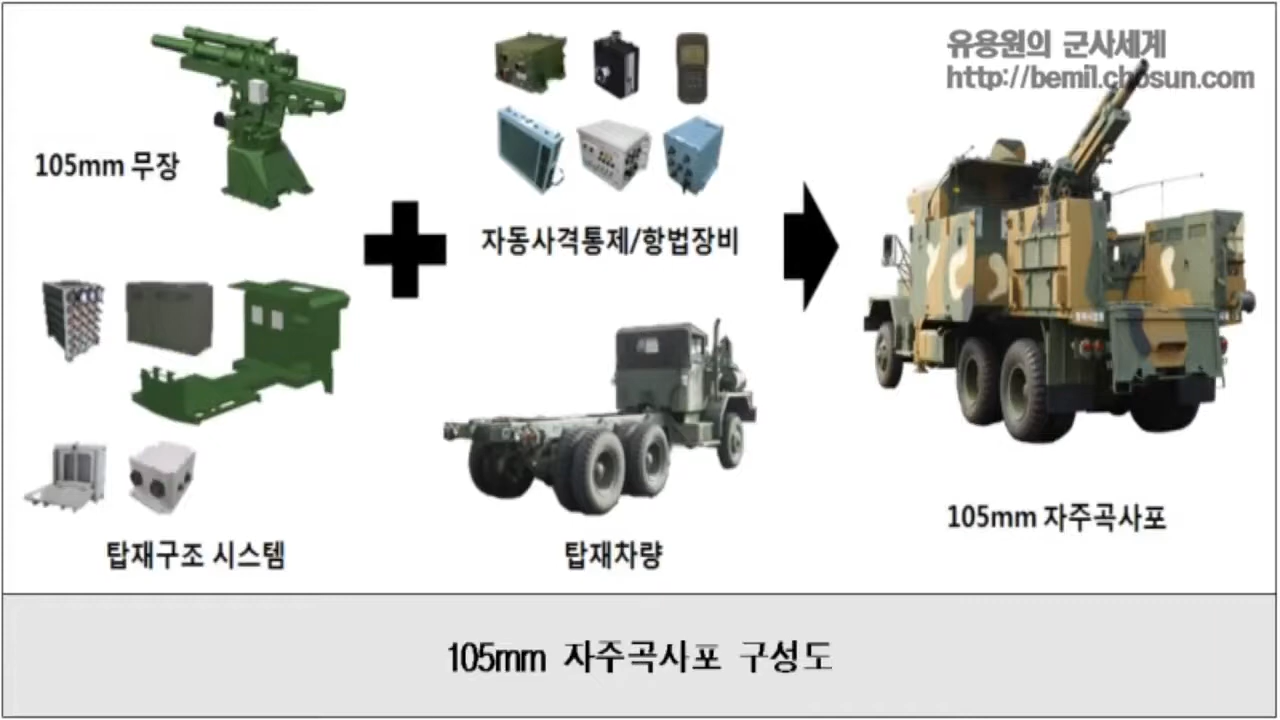 유용원의 군사세계
http://bemil.chosun.com
105mm 무장
자동사격통제/항법장비
탑재구조 시스템
탑재차량
105mm 자주곡사포
105mm 자주곡사포 구성도